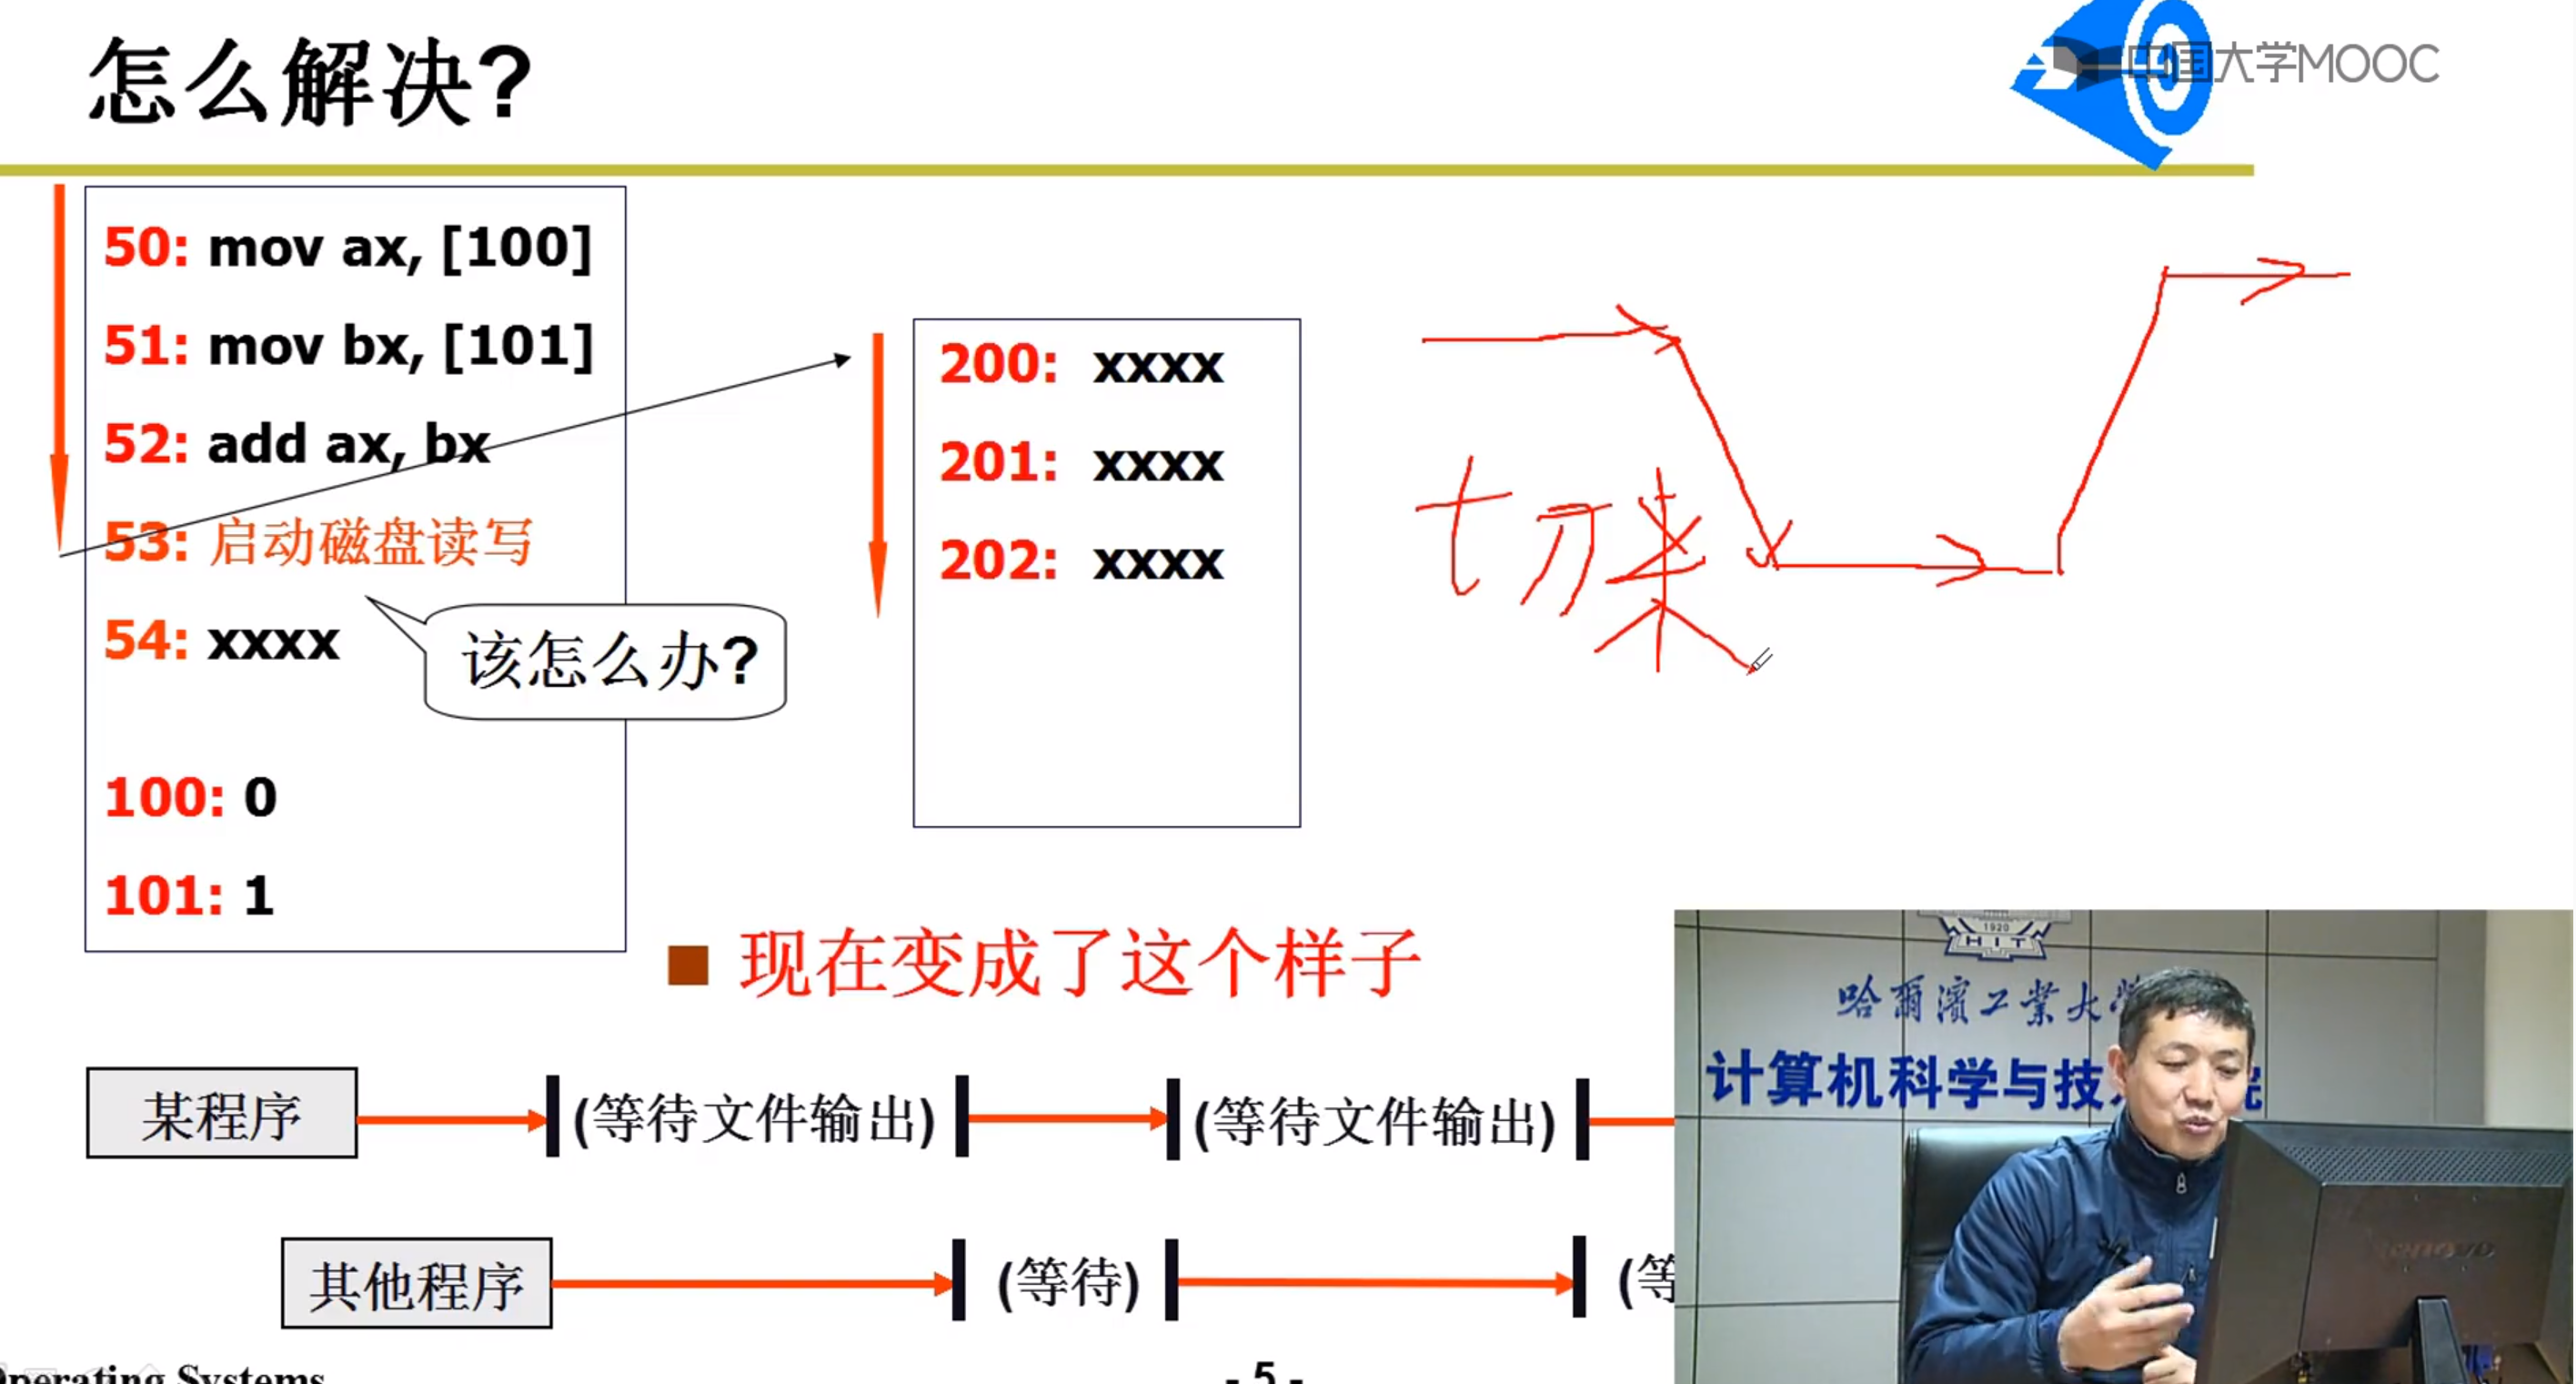 怎么解决?
中国大学MOOC
50: mov ax, [100]
51: mov bx, [101]
52: add ax, bx
53: 启动磁盘读写
54: xxxx
该怎么办?
100: 0
101: 1
200: xxxx
201: xxxx
202: xxxx
切
现在变成了这个样子
某程序
(等待文件输出)
(等待文件输出)
其他程序
(等待)
(等
1920
HIT
哈爾濱工業大學
计算机科学与技
院
Operating Systems
- 5 -